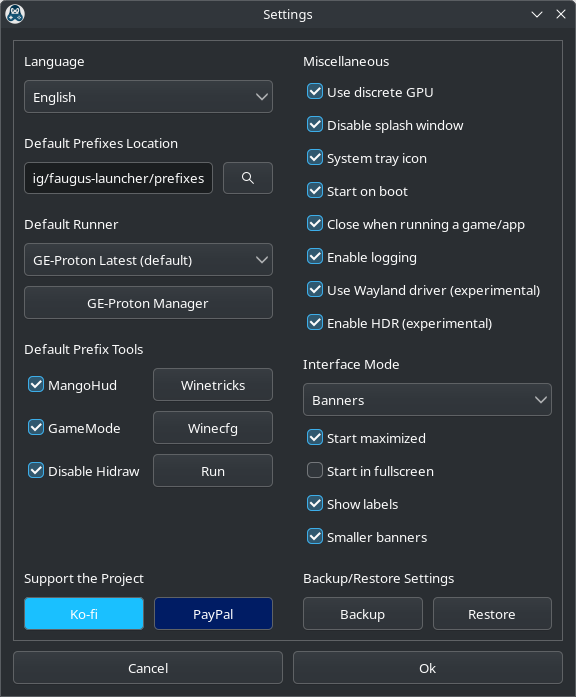 Settings
Language
English
Default Prefixes Location
ig/faugus-launcher/prefixes
Default Runner
GE-Proton Latest (default)
GE-Proton Manager
Default Prefix Tools
MangoHud
Winetricks
GameMode
Winecfg
Disable Hidraw
Run
Support the Project
Ko-fi
PayPal
Miscellaneous
Use discrete GPU
Disable splash window
System tray icon
Start on boot
Close when running a game/app
Enable logging
Use Wayland driver (experimental)
Enable HDR (experimental)
Interface Mode
Banners
Start maximized
Start in fullscreen
Show labels
Smaller banners
Backup/Restore Settings
Backup
Restore
Cancel
Ok